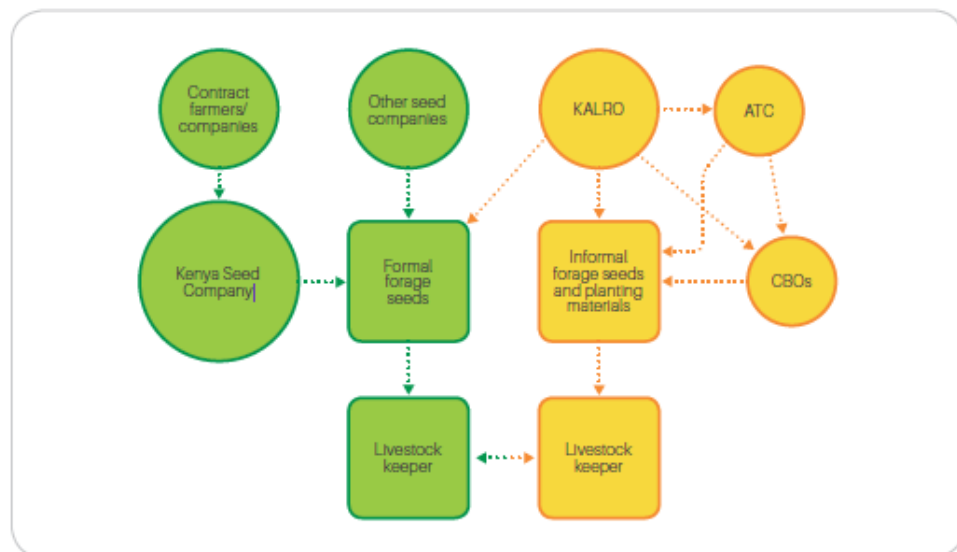 Contract
farmers/
companies
Other seed
companies
KALRO
ATC
Kenya Seed
Company
Formal
forage
seeds
Informal
forage seeds
and planting
materials
CBOs
Livestock
keeper
Livestock
keeper